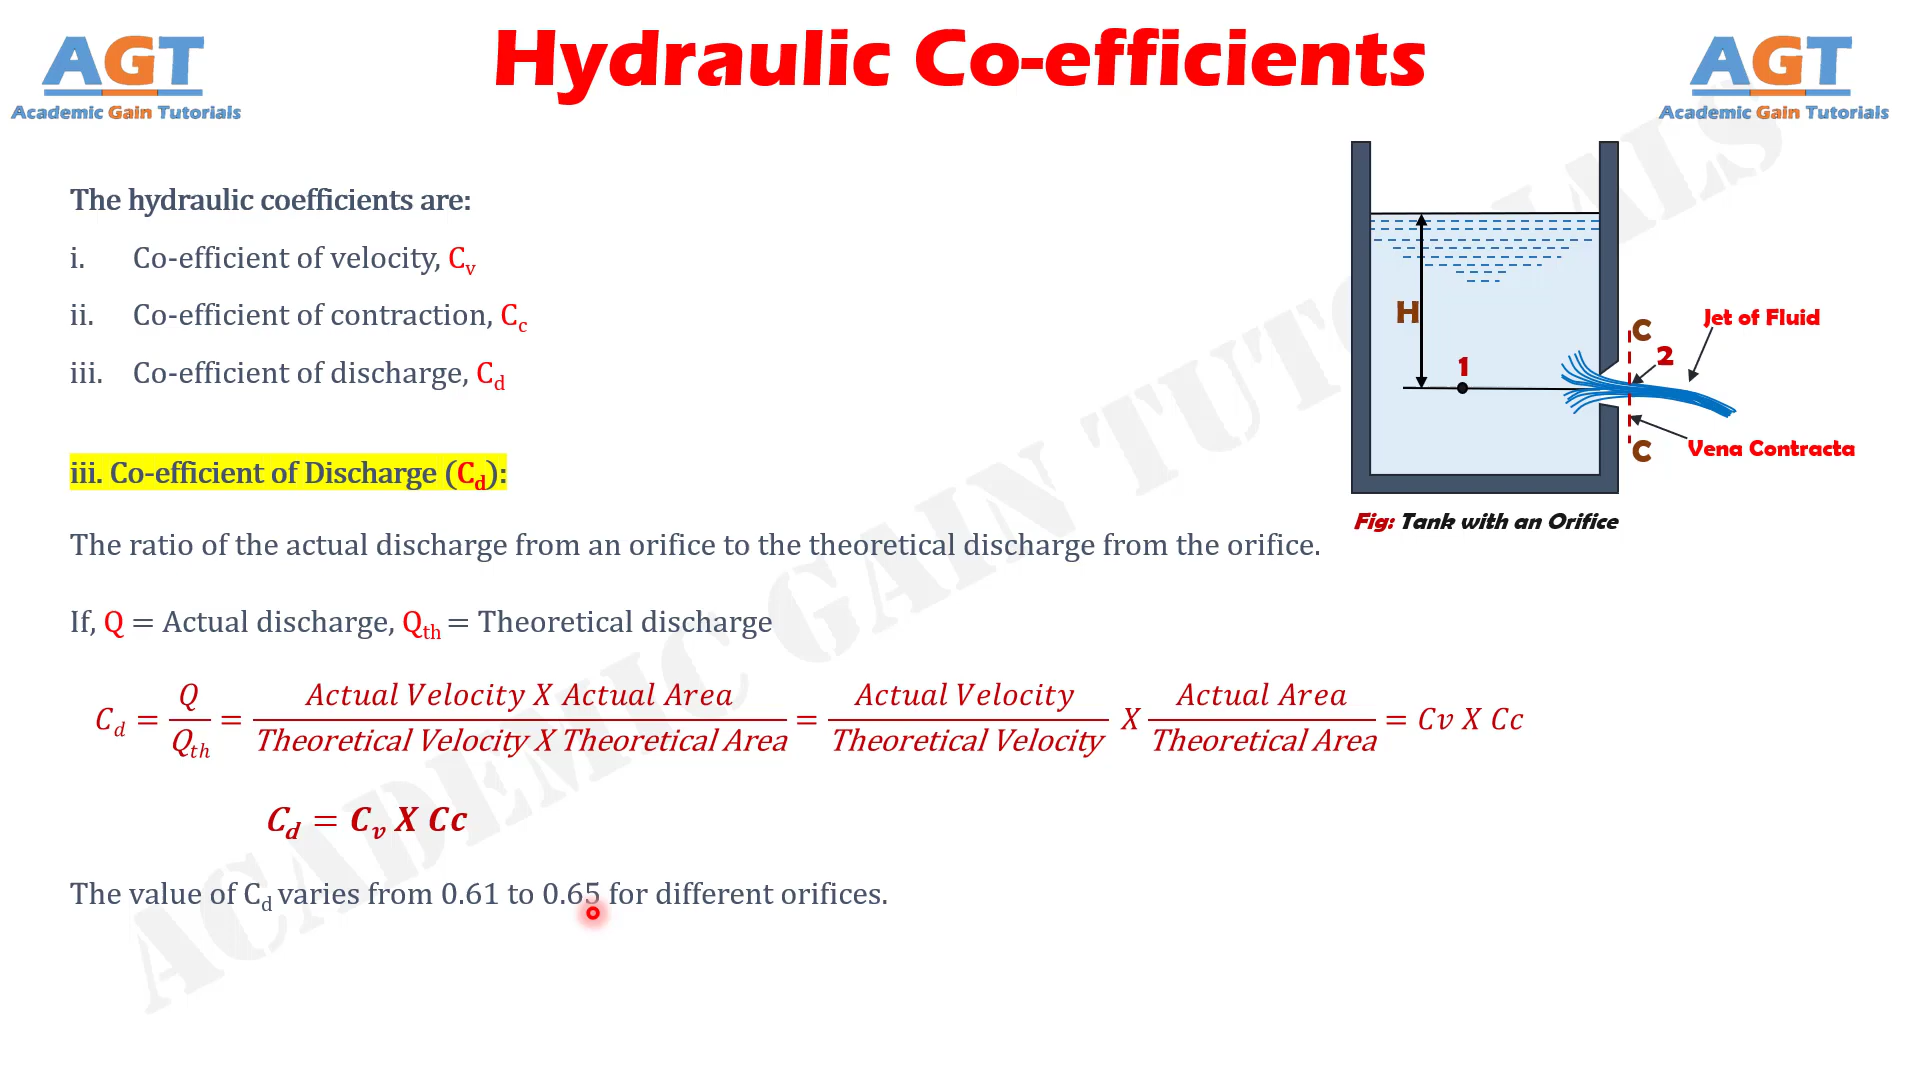 Hydraulic Co-efficients
AGT
Academic Gain Tutorials
AGT
Academic Gain Tutorials
The hydraulic coefficients are:
i. Co-efficient of velocity, Cv
ii. Co-efficient of contraction, Cc
iii. Co-efficient of discharge, Cd
H
1
C
2
C
Jet of Fluid
Vena Contracta
Fig: Tank with an Orifice
iii. Co-efficient of Discharge (Cd):
The ratio of the actual discharge from an orifice to the theoretical discharge from the orifice.
If, Q = Actual discharge, Qth = Theoretical discharge
Cd = Q/Qth = Actual Velocity X Actual Area/Theoretical Velocity X Theoretical Area = Actual Velocity/Theoretical Velocity X Actual Area/Theoretical Area = Cv X Cc
Cd = Cv X Cc
The value of Cd varies from 0.61 to 0.65 for different orifices.
ACADEMIC GAIN TUTORIALS